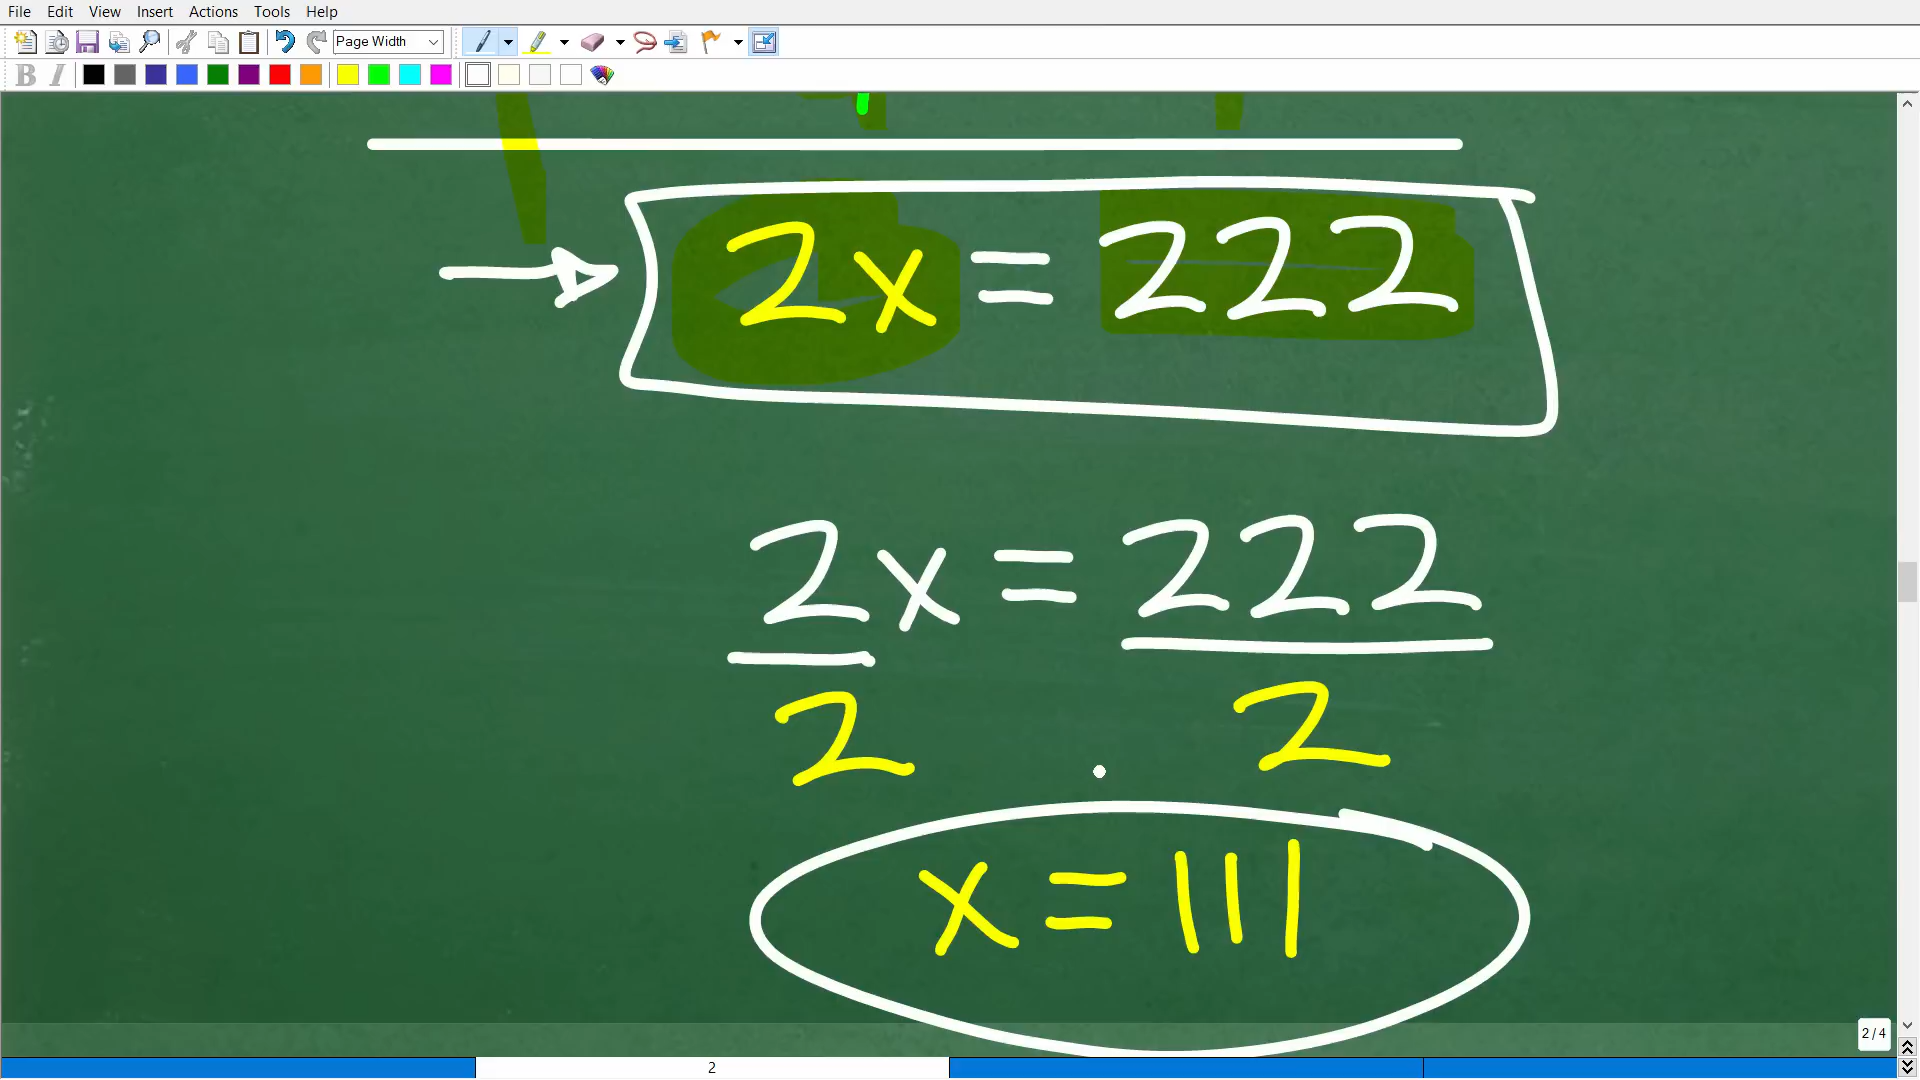 File Edit View Insert Actions Tools Help
Page Width
B I
2x = 222
2x = 222
2 2
x = 111
2 / 4
2